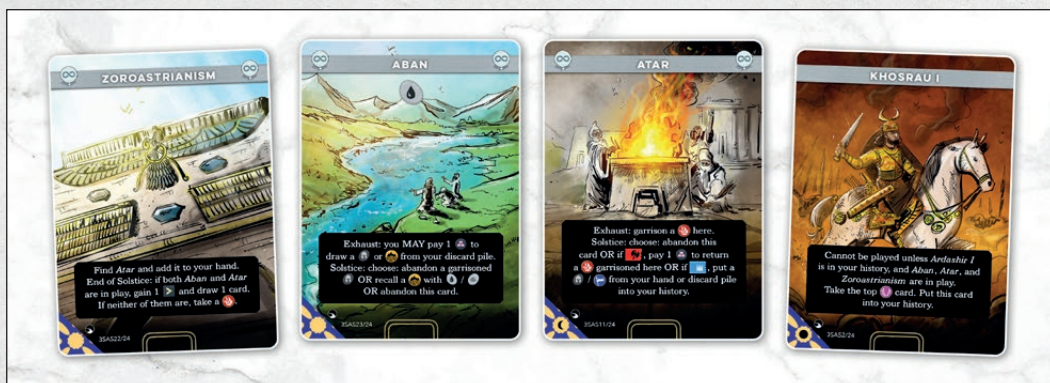 ZOROASTRIANISM
Find Atar and add it to your hand.
End of Solstice: if both Aban and Atar
are in play, gain 1 and draw 1 card.
If neither of them are, take a .
3SAS22/24
ABAN
Exhaust: you MAY pay 1 to
draw a or from your discard pile.
Solstice: choose: abandon a garrisoned
OR recall a with /
OR abandon this card.
3SAS23/24
ATAR
Exhaust: garrison a here.
Solstice: choose: abandon this
card OR if , pay 1 to return
a garrisoned here OR if , put a
/ from your hand or discard pile
into your history.
3SAS11/24
KHOSRAU I
Cannot be played unless Ardashir I
is in your history, and Aban, Atar, and
Zoroastrianism are in play.
Take the top card. Put this card
into your history.
3SAS2/24